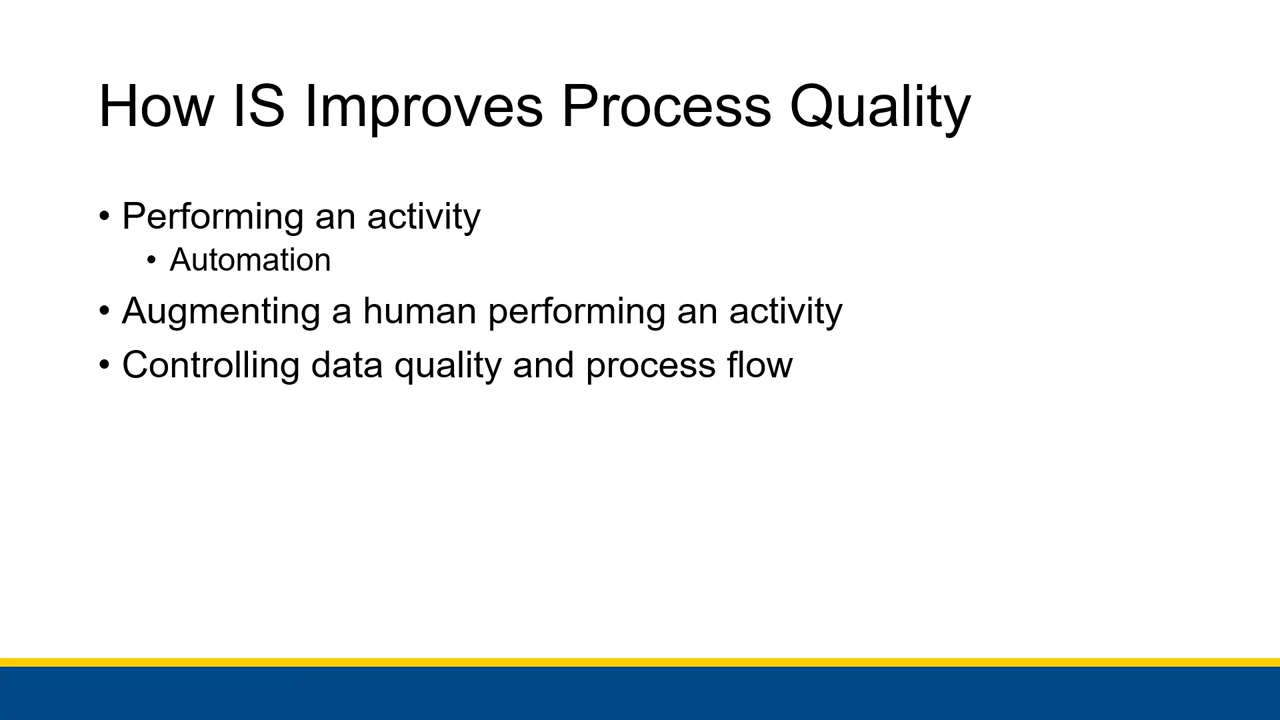 How IS Improves Process Quality
• Performing an activity
• Automation
• Augmenting a human performing an activity
• Controlling data quality and process flow